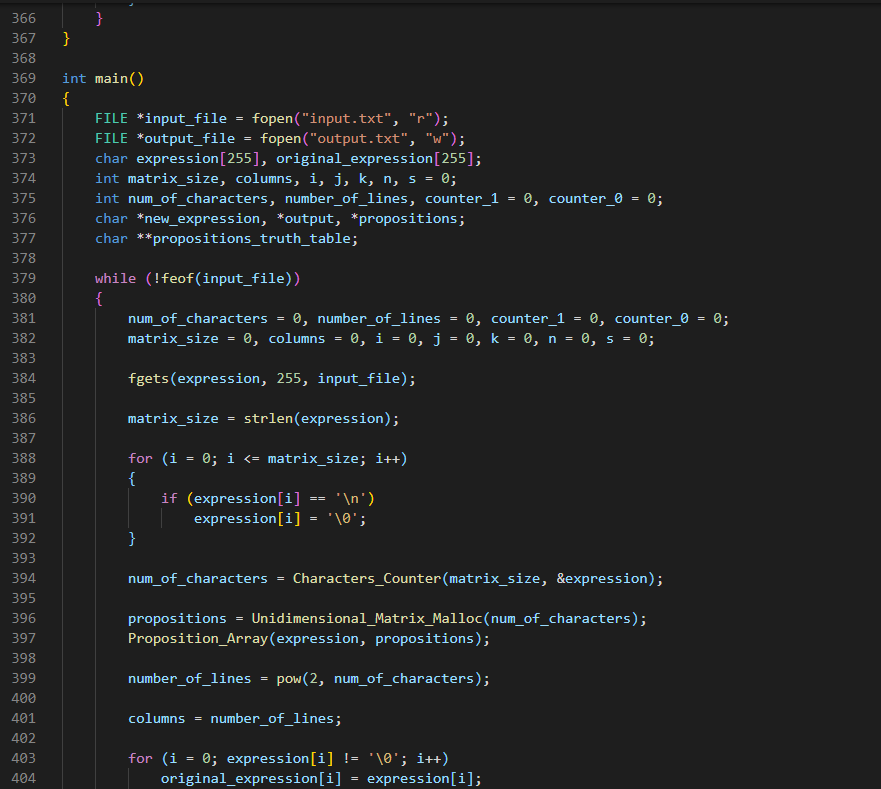 366 }
367 }
368
369 int main()
370 {
371 FILE *input_file = fopen("input.txt", "r");
372 FILE *output_file = fopen("output.txt", "w");
373 char expression[255], original_expression[255];
374 int matrix_size, columns, i, j, k, n, s = 0;
375 int num_of_characters, number_of_lines, counter_1 = 0, counter_0 = 0;
376 char *new_expression, *output, *propositions;
377 char **propositions_truth_table;
378
379 while (!feof(input_file))
380 {
381 num_of_characters = 0, number_of_lines = 0, counter_1 = 0, counter_0 = 0;
382 matrix_size = 0, columns = 0, i = 0, j = 0, k = 0, n = 0, s = 0;
383
384 fgets(expression, 255, input_file);
385
386 matrix_size = strlen(expression);
387
388 for (i = 0; i <= matrix_size; i++)
389 {
390 if (expression[i] == '\n')
391 expression[i] = '\0';
392 }
393
394 num_of_characters = Characters_Counter(matrix_size, &expression);
395
396 propositions = Unidimensional_Matrix_Malloc(num_of_characters);
397 Proposition_Array(expression, propositions);
398
399 number_of_lines = pow(2, num_of_characters);
400
401 columns = number_of_lines;
402
403 for (i = 0; expression[i] != '\0'; i++)
404 original_expression[i] = expression[i];